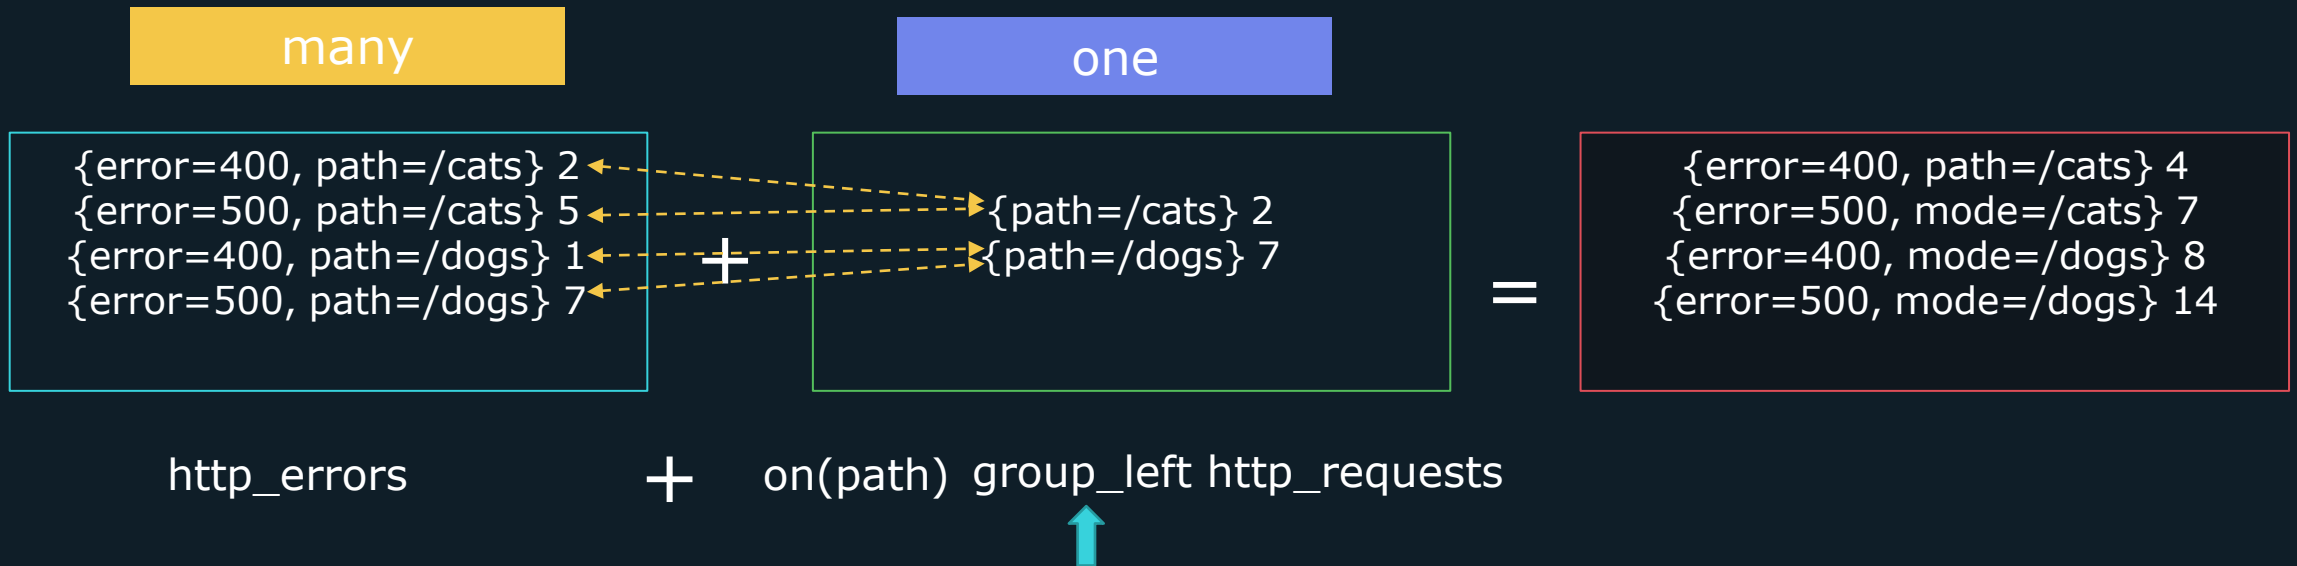 many
one
{error=400, path=/cats} 2
{error=500, path=/cats} 5
{error=400, path=/dogs} 1
{error=500, path=/dogs} 7
+
{path=/cats} 2
{path=/dogs} 7
=
{error=400, path=/cats} 4
{error=500, mode=/cats} 7
{error=400, mode=/dogs} 8
{error=500, mode=/dogs} 14
http_errors + on(path) group_left http_requests